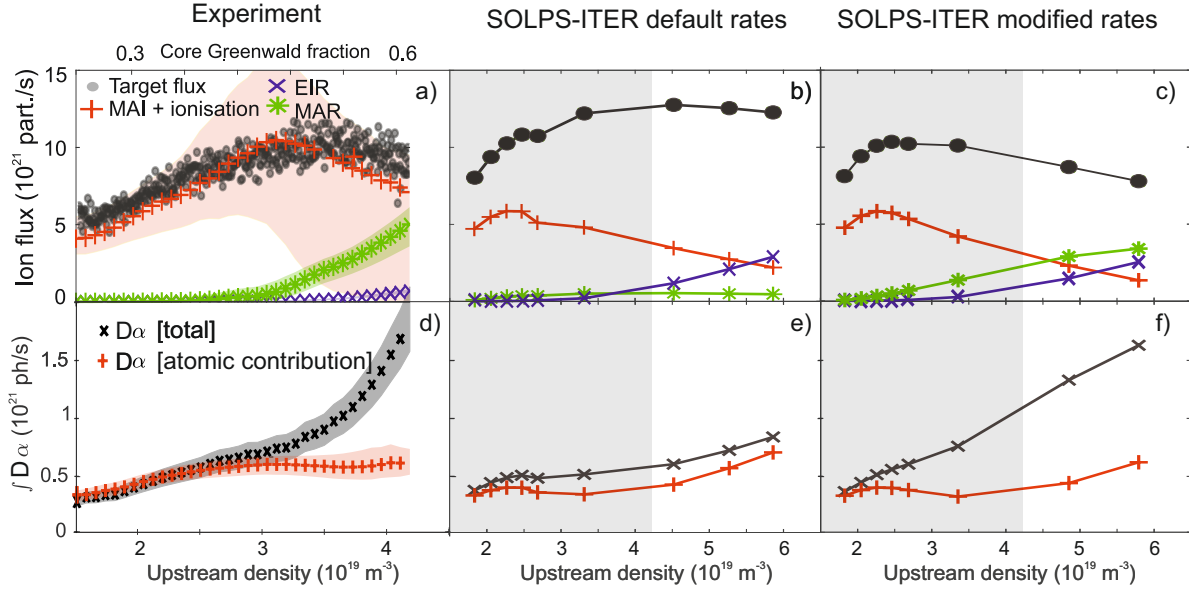 Experiment
SOLPS-ITER default rates
SOLPS-ITER modified rates
0.3 Core Greenwald fraction 0.6
15
10
5
0
Ion flux (10²¹ part./s)
Target flux
MAI + ionisation
EIR
MAR
a)
b)
c)
1.5
1
0.5
0
∫Dα (10²¹ ph/s)
Dα [total]
Dα [atomic contribution]
d)
e)
f)
2 3 4
2 3 4 5 6
2 3 4 5 6
Upstream density (10¹⁹ m⁻³)
Upstream density (10¹⁹ m⁻³)
Upstream density (10¹⁹ m⁻³)